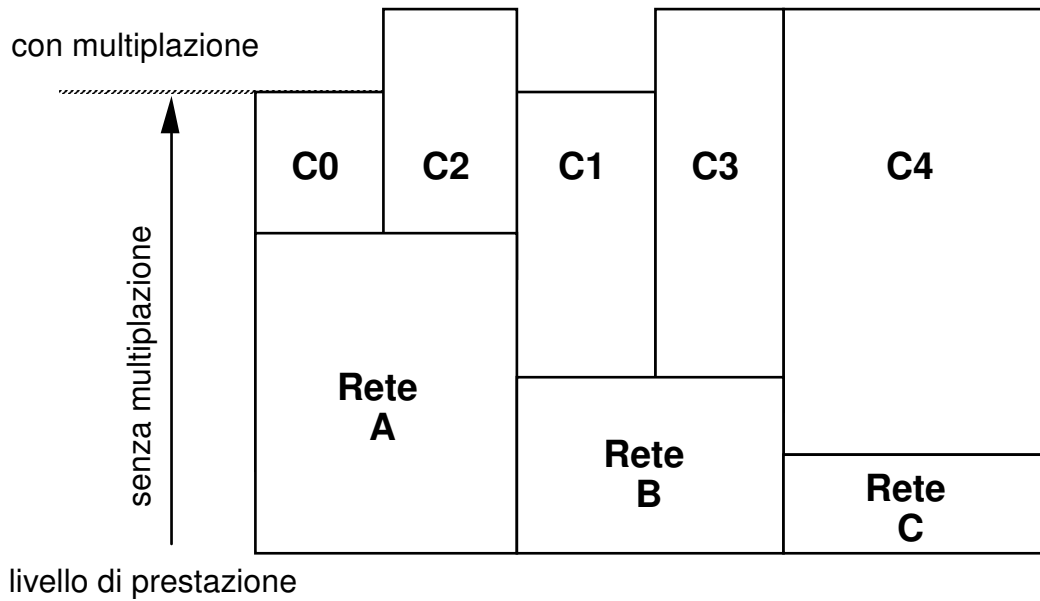 con multiplazione
C0
C2
C1
C3
C4
senza multiplazione
Rete
A
Rete
B
Rete
C
livello di prestazione